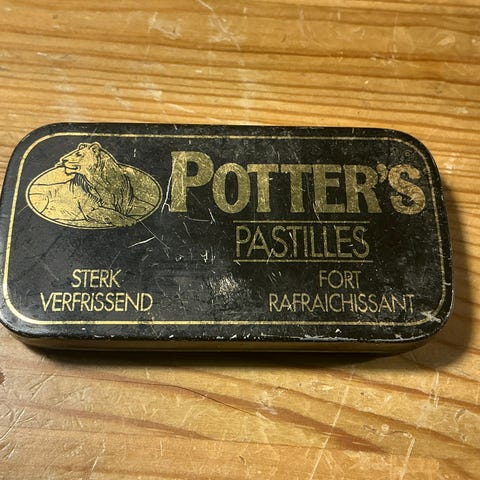 POTTER'S
PASTILLES
STERK
VERFRISSEND
FORT
RAFRAICHISSANT